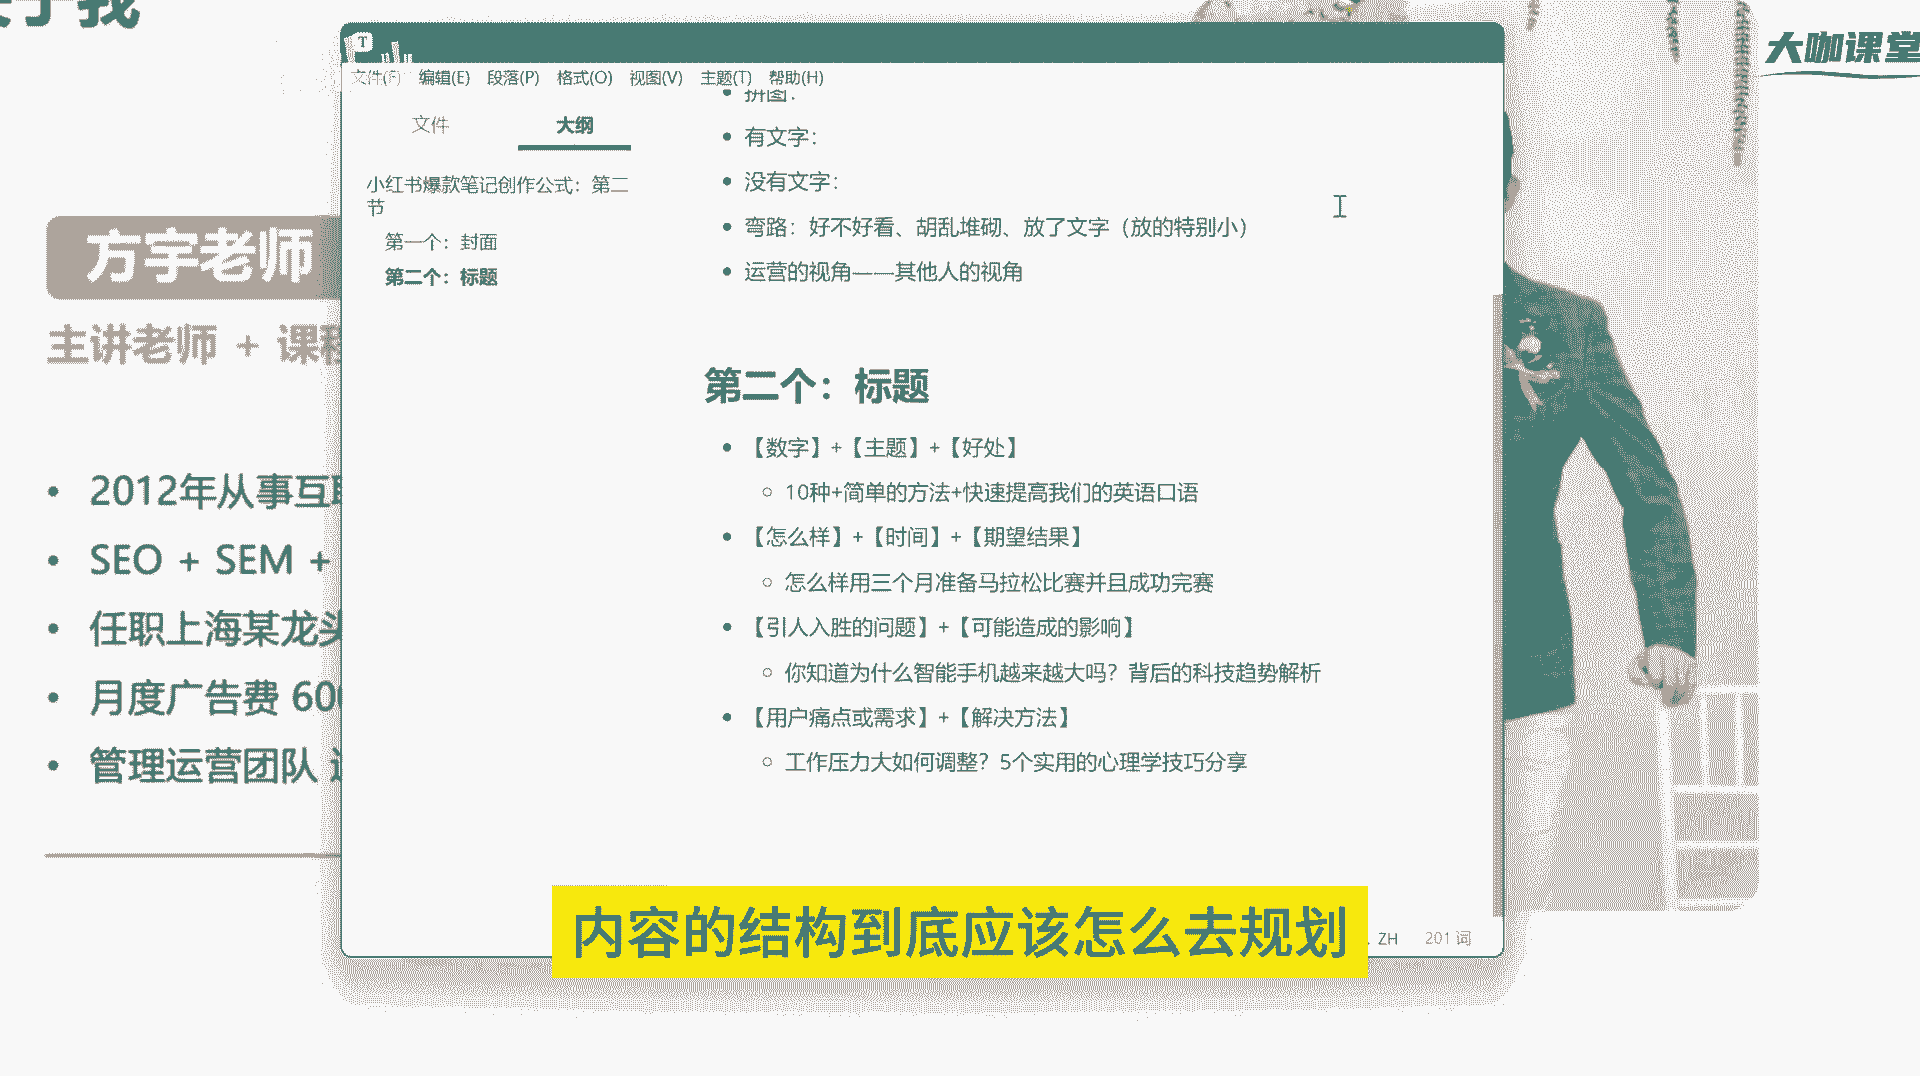 大咖课堂
文件(F) 编辑(E) 段落(P) 格式(O) 视图(V) 主题(T) 帮助(H)
文件 大纲
小红书爆款笔记创作公式：第二
节
第一个：封面
第二个：标题
拼图：
有文字：
没有文字：
弯路：好不好看、胡乱堆砌、放了文字（放的特别小）
运营的视角——其他人的视角
第二个：标题
【数字】+【主题】+【好处】
10种+简单的方法+快速提高我们的英语口语
【怎么样】+【时间】+【期望结果】
怎么样用三个月准备马拉松比赛并且成功完赛
【引人入胜的问题】+【可能造成的影响】
你知道为什么智能手机越来越大吗？背后的科技趋势解析
【用户痛点或需求】+【解决方法】
工作压力大如何调整？5个实用的心理学技巧分享
ZH 201 词
方宇老师
主讲老师 + 课程
2012年从事互
SEO + SEM +
任职上海某龙头
月度广告费 600
管理运营团队
内容的结构到底应该怎么去规划